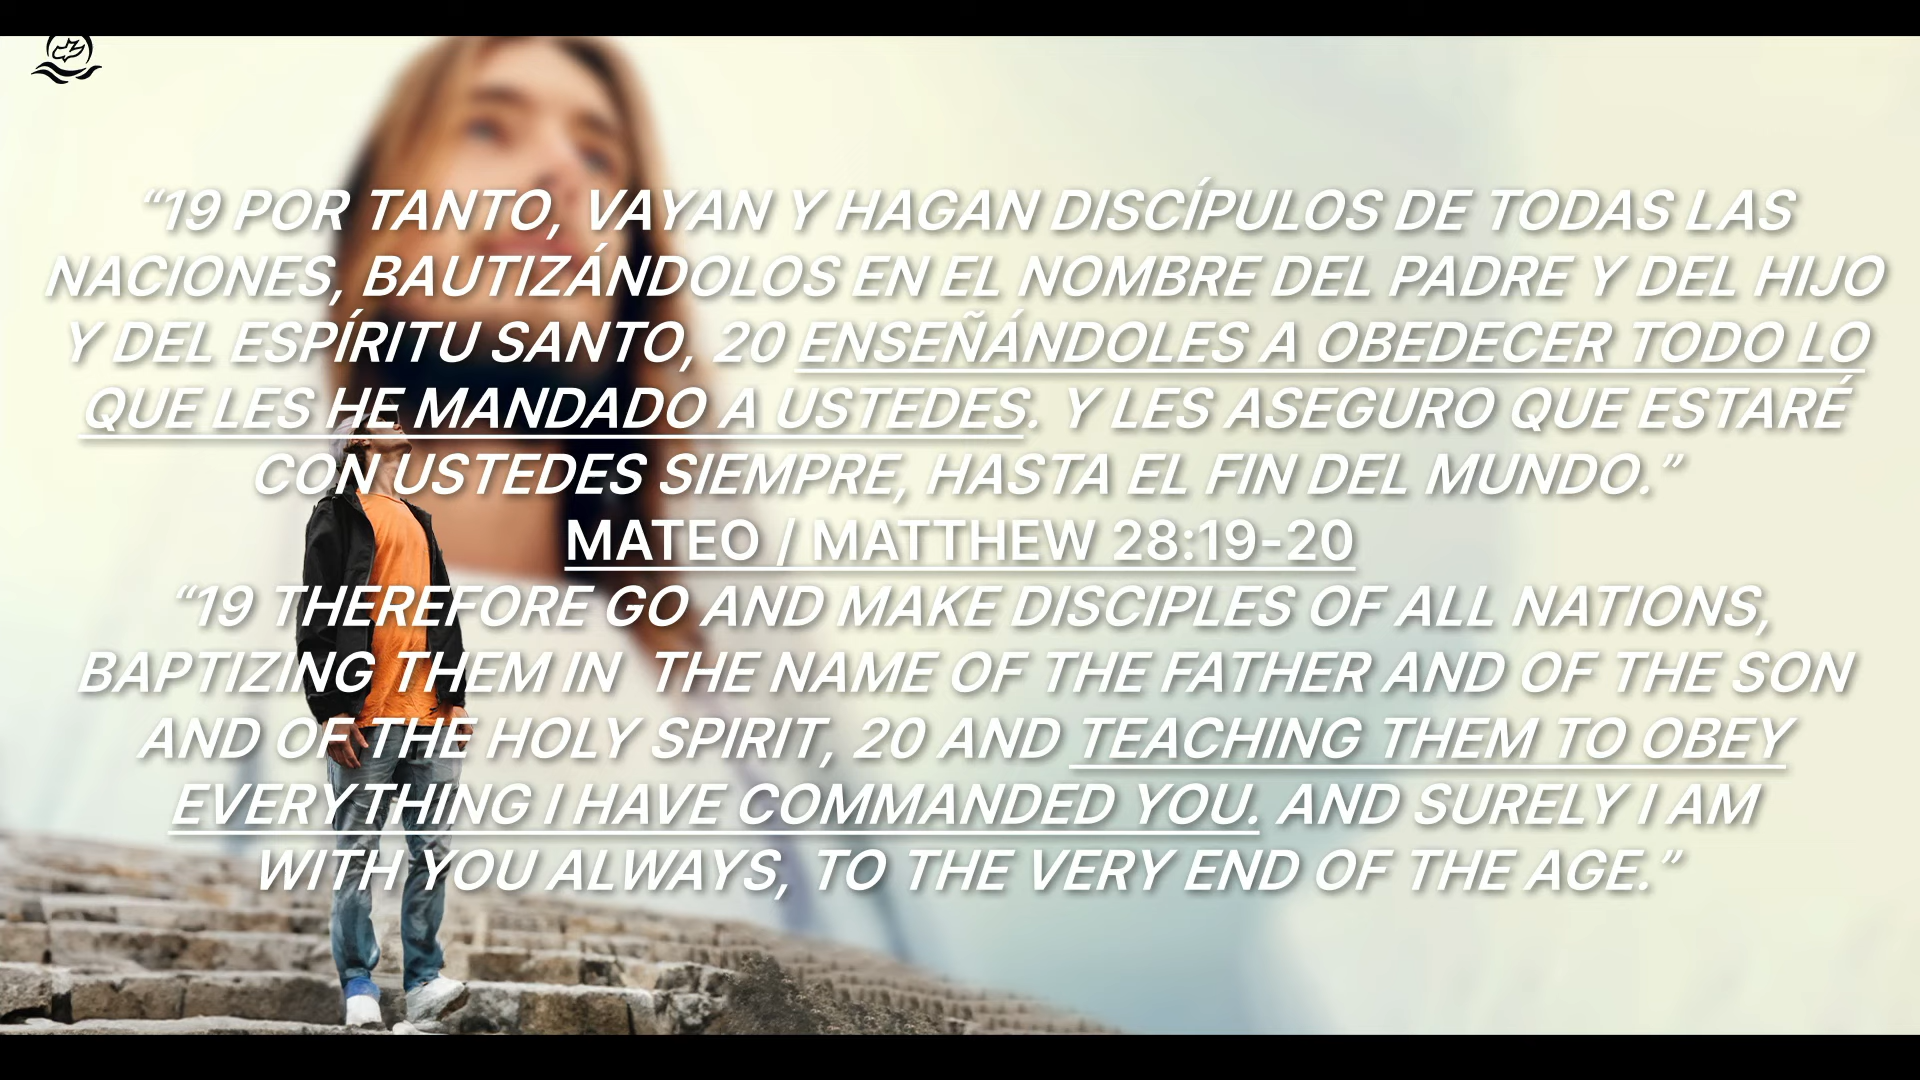 “19 POR TANTO, VAYAN Y HAGAN DISCÍPULOS DE TODAS LAS
NACIONES, BAUTIZÁNDOLOS EN EL NOMBRE DEL PADRE Y DEL HIJO
Y DEL ESPÍRITU SANTO, 20 ENSEÑÁNDOLES A OBEDECER TODO LO
QUE LES HE MANDADO A USTEDES. Y LES ASEGURO QUE ESTARÉ
CON USTEDES SIEMPRE, HASTA EL FIN DEL MUNDO.”
MATEO / MATTHEW 28:19-20
“19 THEREFORE GO AND MAKE DISCIPLES OF ALL NATIONS,
BAPTIZING THEM IN  THE NAME OF THE FATHER AND OF THE SON
AND OF THE HOLY SPIRIT, 20 AND TEACHING THEM TO OBEY
EVERYTHING I HAVE COMMANDED YOU. AND SURELY I AM
WITH YOU ALWAYS, TO THE VERY END OF THE AGE.”